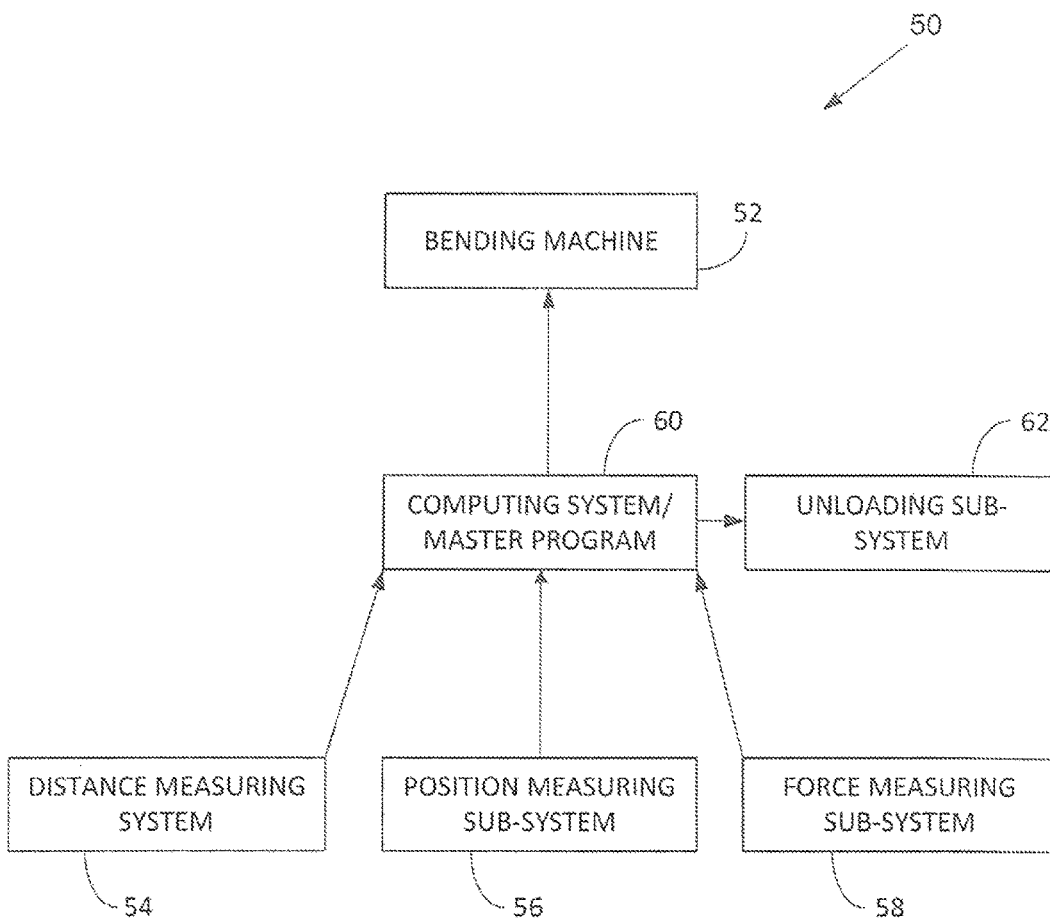 50
BENDING MACHINE
52
60
62
COMPUTING SYSTEM/
MASTER PROGRAM
UNLOADING SUB-
SYSTEM
DISTANCE MEASURING
SYSTEM
POSITION MEASURING
SUB-SYSTEM
FORCE MEASURING
SUB-SYSTEM
54
56
58